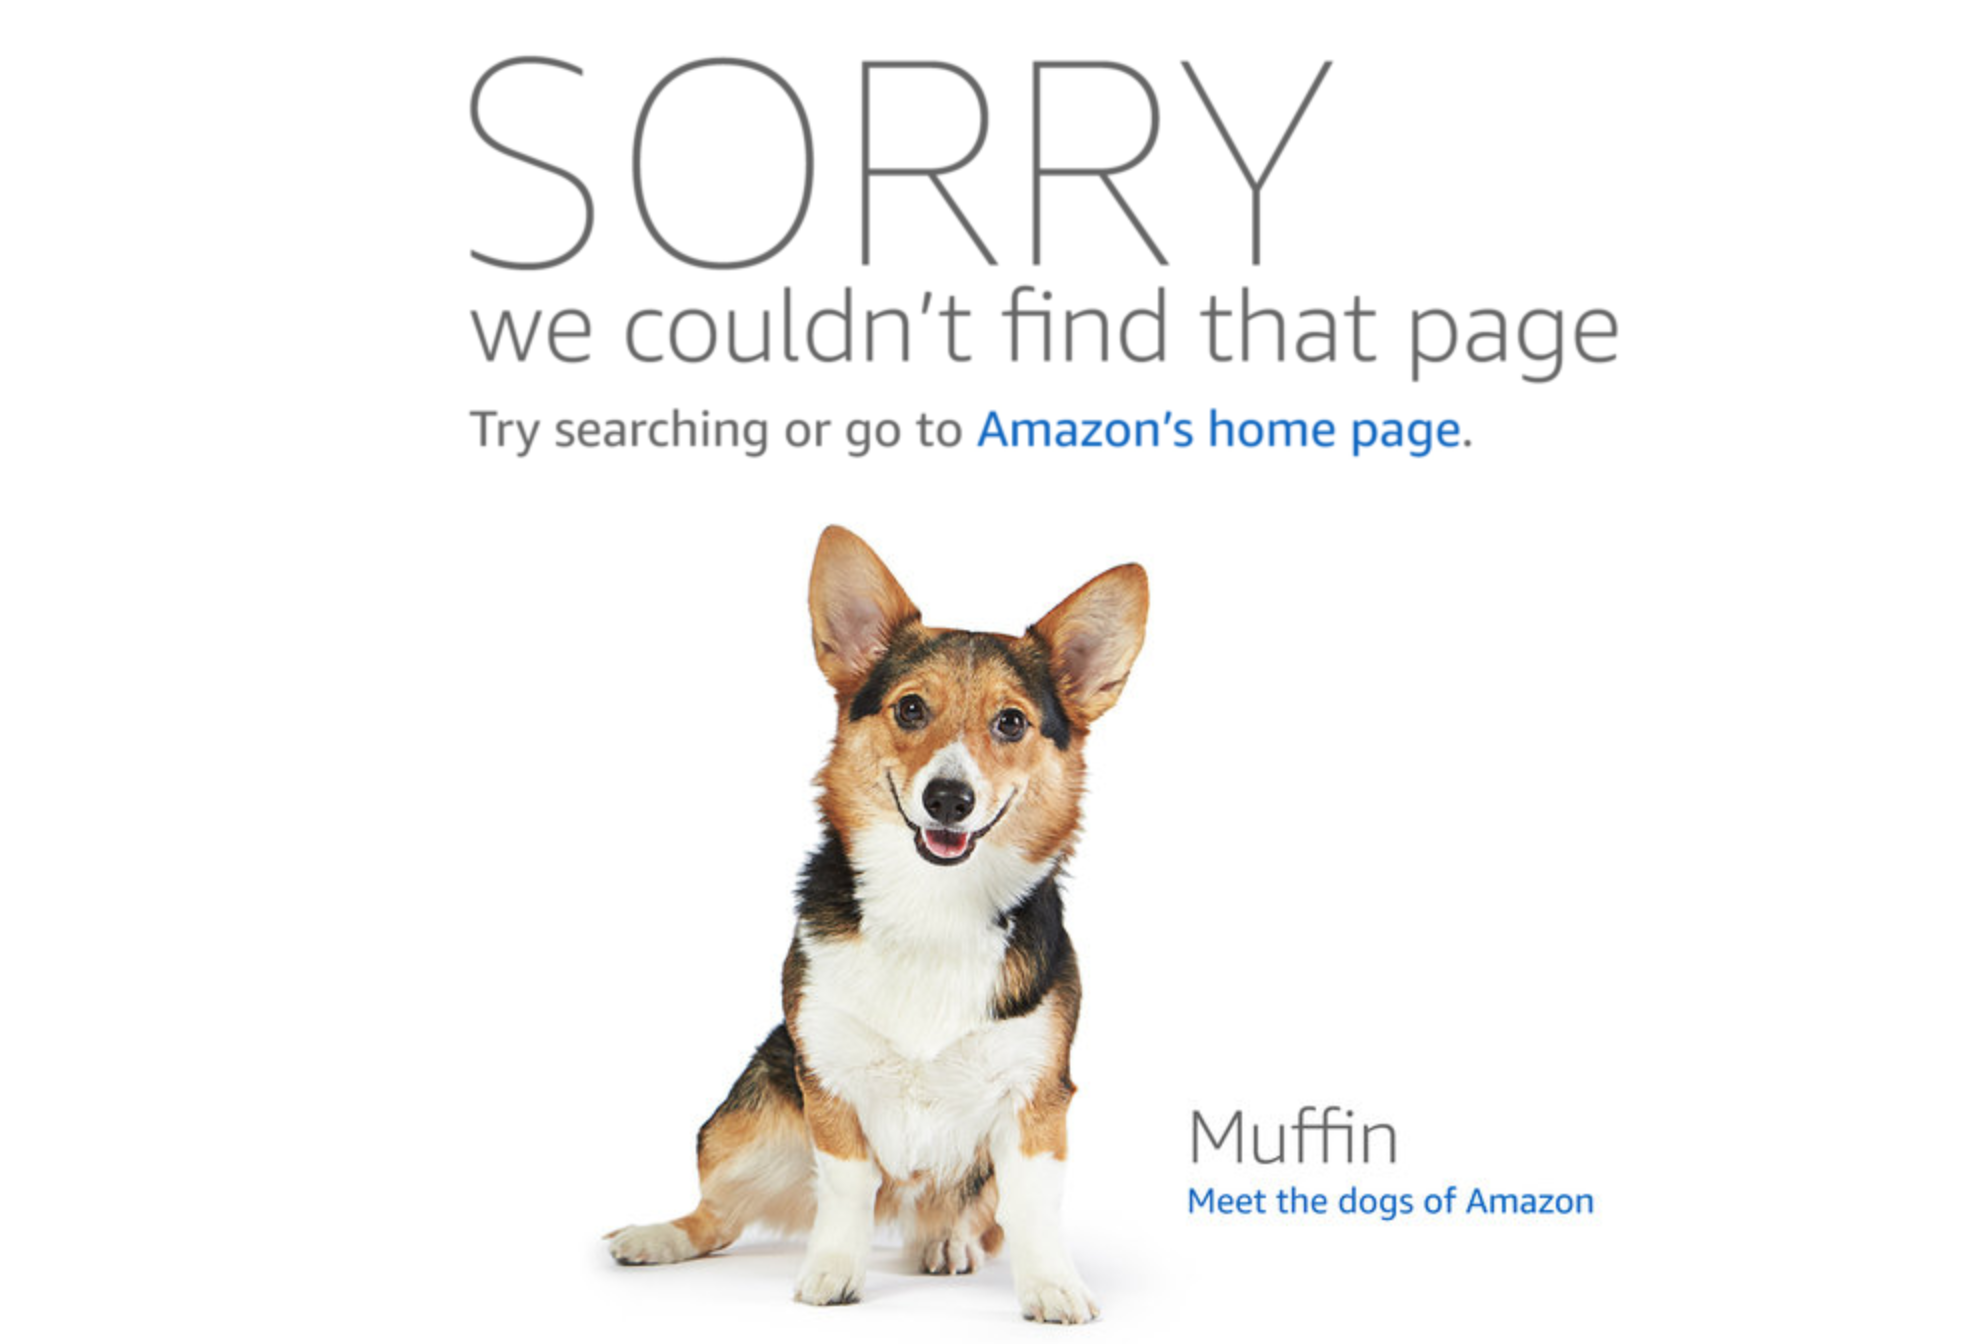 SORRY
we couldn’t find that page
Try searching or go to Amazon’s home page.
Muffin
Meet the dogs of Amazon